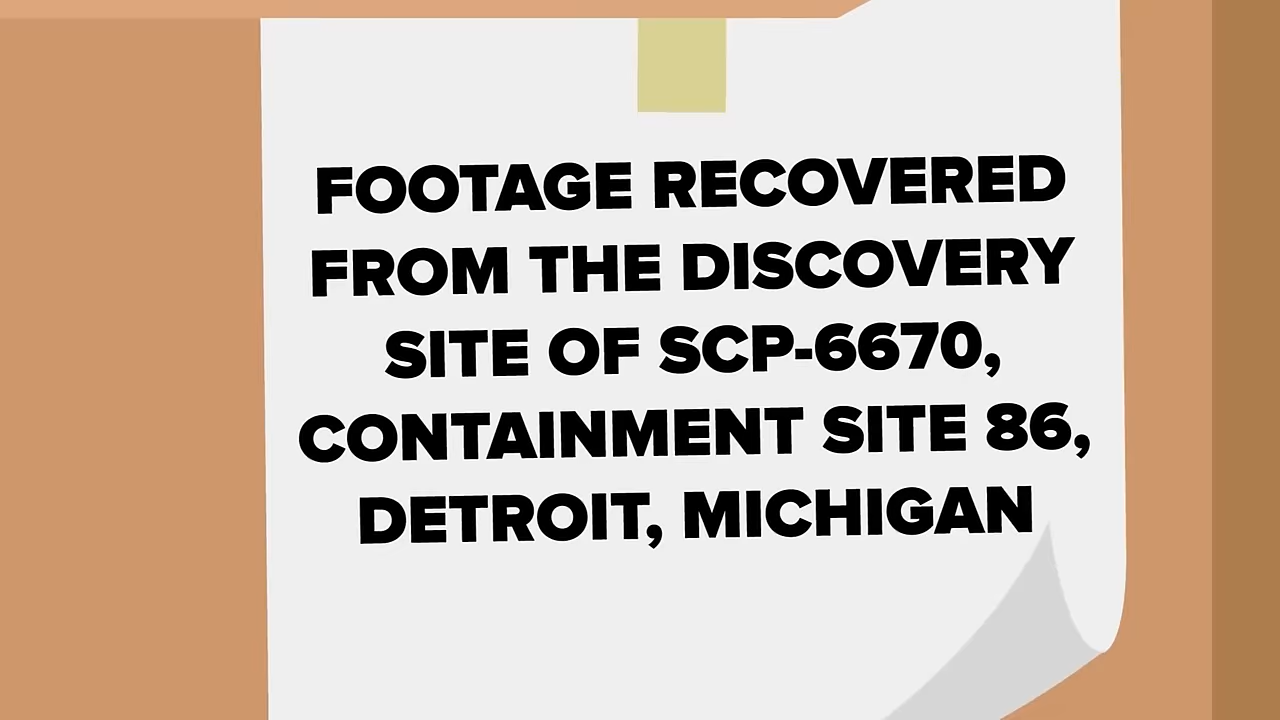 FOOTAGE RECOVERED
FROM THE DISCOVERY
SITE OF SCP-6670,
CONTAINMENT SITE 86,
DETROIT, MICHIGAN